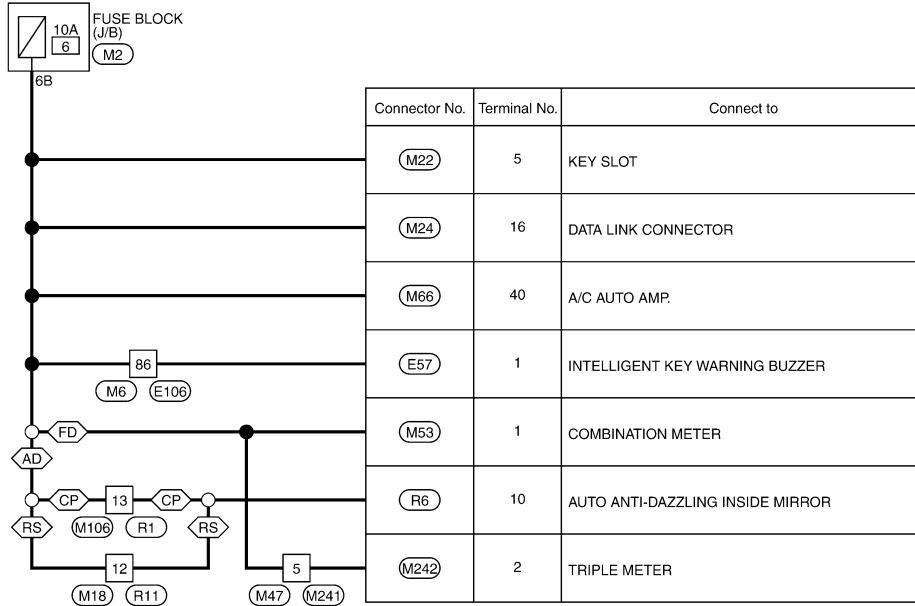 FUSE BLOCK
(J/B)
10A
6
M2
6B
Connector No. Terminal No. Connect to
M22 5 KEY SLOT
M24 16 DATA LINK CONNECTOR
M66 40 A/C AUTO AMP.
86
M6 E106
E57 1 INTELLIGENT KEY WARNING BUZZER
FD
M53 1 COMBINATION METER
AD
CP 13 CP
R6 10 AUTO ANTI-DAZZLING INSIDE MIRROR
RS M106 R1 RS
12
M18 R11
5
M47 M241
M242 2 TRIPLE METER